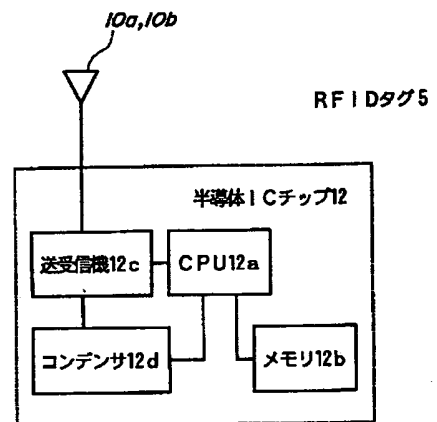 10a,10b
RFIDタグ5
半導体ICチップ12
送受信機12c
CPU12a
コンデンサ12d
メモリ12b